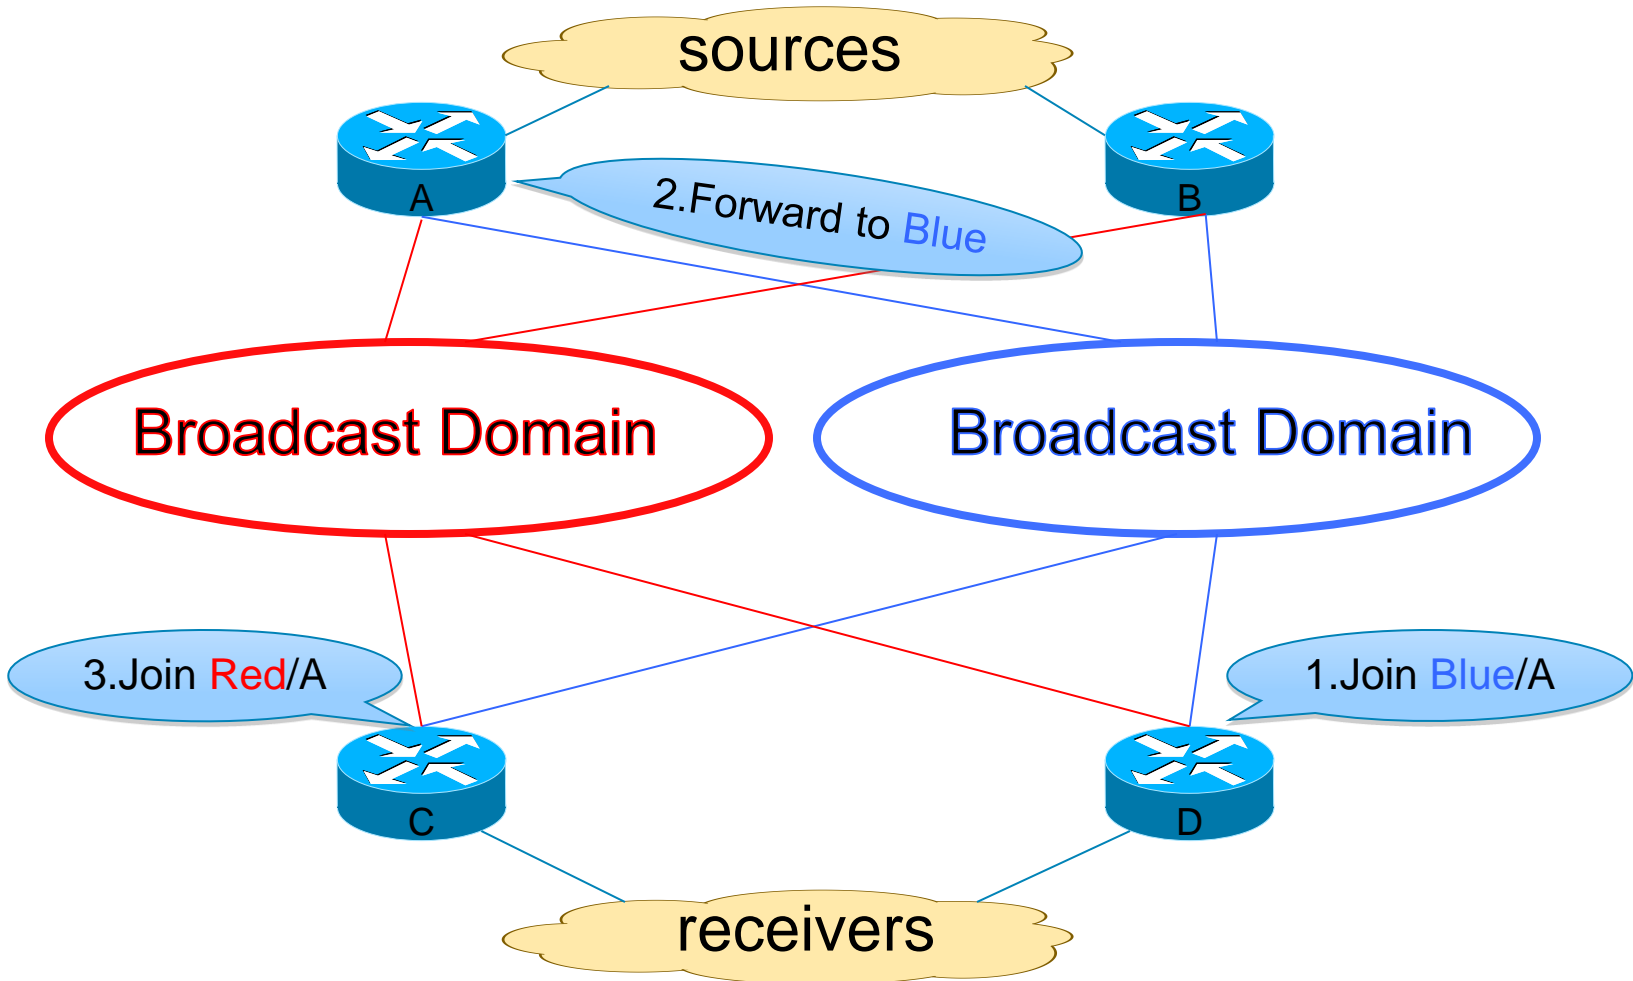 sources
A
B
2.Forward to Blue
Broadcast Domain
Broadcast Domain
3.Join Red/A
1.Join Blue/A
C
D
receivers